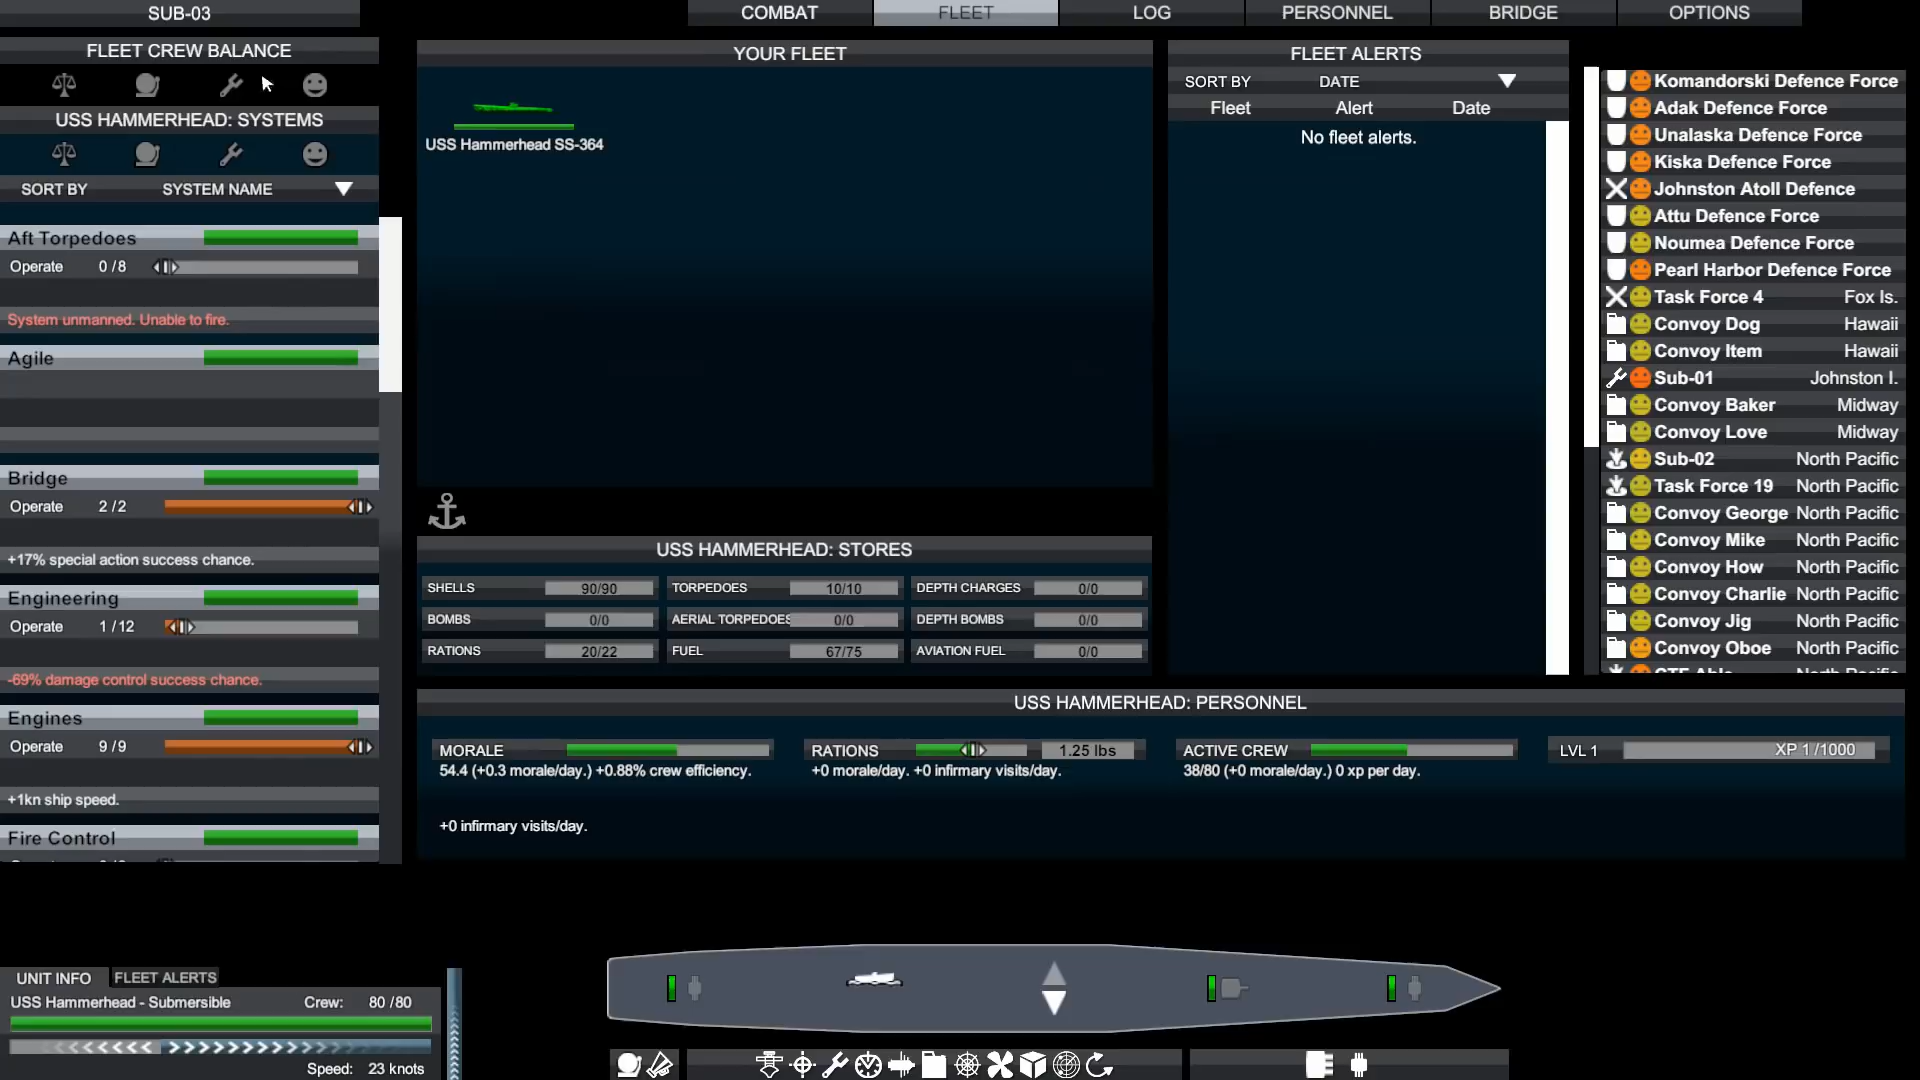 SUB-03
COMBAT
FLEET
LOG
PERSONNEL
BRIDGE
OPTIONS
FLEET CREW BALANCE
USS HAMMERHEAD: SYSTEMS
SORT BY SYSTEM NAME
Aft Torpedoes
Operate 0 /8
System unmanned. Unable to fire.
Agile
Bridge
Operate 2 /2
+17% special action success chance.
Engineering
Operate 1 /12
-69% damage control success chance.
Engines
Operate 9 /9
+1kn ship speed.
Fire Control
YOUR FLEET
USS Hammerhead SS-364
FLEET ALERTS
SORT BY DATE
Fleet Alert Date
No fleet alerts.
Komandorski Defence Force
Adak Defence Force
Unalaska Defence Force
Kiska Defence Force
Johnston Atoll Defence
Attu Defence Force
Noumea Defence Force
Pearl Harbor Defence Force
Task Force 4 Fox Is.
Convoy Dog Hawaii
Convoy Item Hawaii
Sub-01 Johnston I.
Convoy Baker Midway
Convoy Love Midway
Sub-02 North Pacific
Task Force 19 North Pacific
Convoy George North Pacific
Convoy Mike North Pacific
Convoy How North Pacific
Convoy Charlie North Pacific
Convoy Jig North Pacific
Convoy Oboe North Pacific
USS HAMMERHEAD: STORES
SHELLS 90/90 TORPEDOES 10/10 DEPTH CHARGES 0/0
BOMBS 0/0 AERIAL TORPEDOES 0/0 DEPTH BOMBS 0/0
RATIONS 20/22 FUEL 67/75 AVIATION FUEL 0/0
USS HAMMERHEAD: PERSONNEL
MORALE
54.4 (+0.3 morale/day.) +0.88% crew efficiency.
RATIONS 1.25 lbs
+0 morale/day. +0 infirmary visits/day.
ACTIVE CREW
38/80 (+0 morale/day.) 0 xp per day.
LVL 1 XP 1 /1000
+0 infirmary visits/day.
UNIT INFO FLEET ALERTS
USS Hammerhead - Submersible Crew: 80 /80
Speed: 23 knots